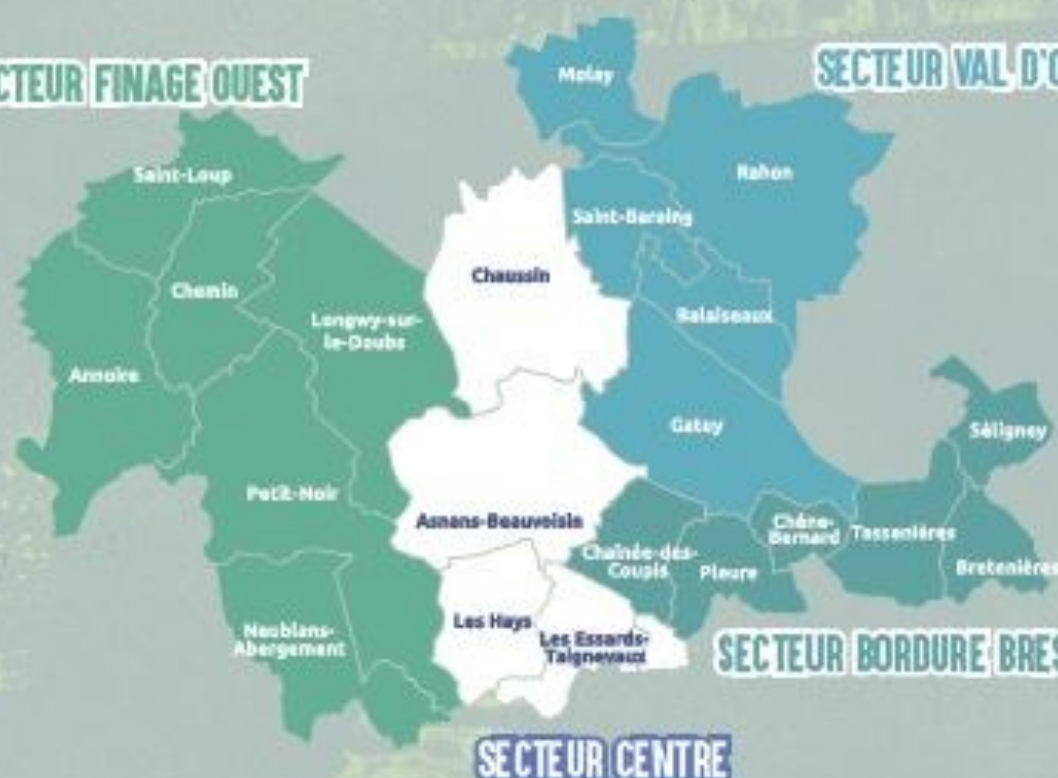 CTEUR FINAGE OUEST
SECTEUR VAL D'O
Molay
Rahon
Saint-Loup
Saint-Baraing
Chaussin
Chemin
Balaiseaux
Longwy-sur-
le-Doubs
Annoire
Gatey
Séligney
Petit-Noir
Asnans-Beauvoisin
Chêne-
Bernard
Tassenières
Chaînée-des-
Coupis
Pleure
Bretenières
Les Hays
Neublans-
Abergement
Les Essards-
Taignevaux
SECTEUR BORDURE BRES
SECTEUR CENTRE